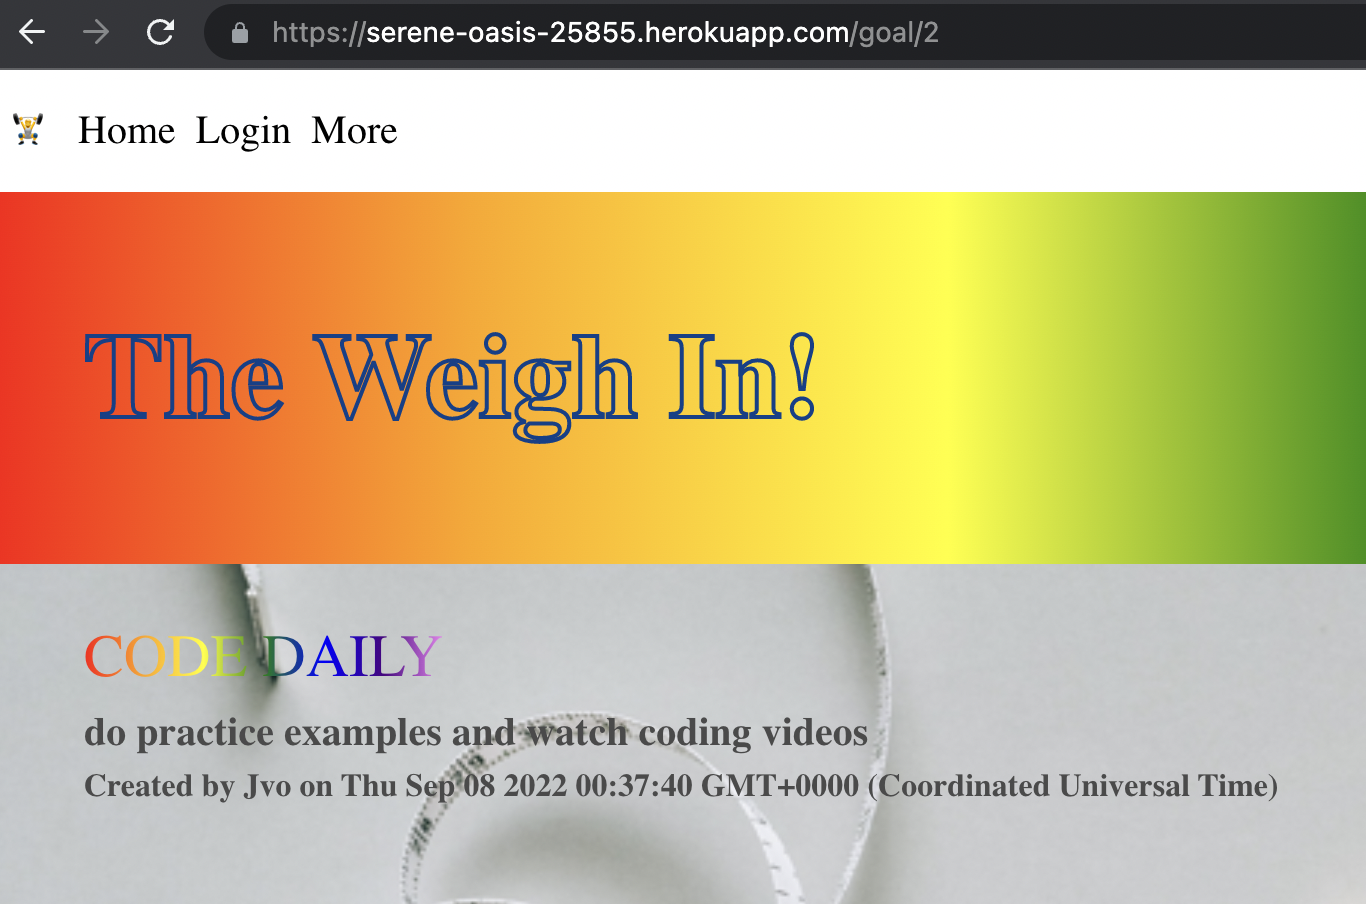 https://serene-oasis-25855.herokuapp.com/goal/2
Home Login More
The Weigh In!
CODE DAILY
do practice examples and watch coding videos
Created by Jvo on Thu Sep 08 2022 00:37:40 GMT+0000 (Coordinated Universal Time)